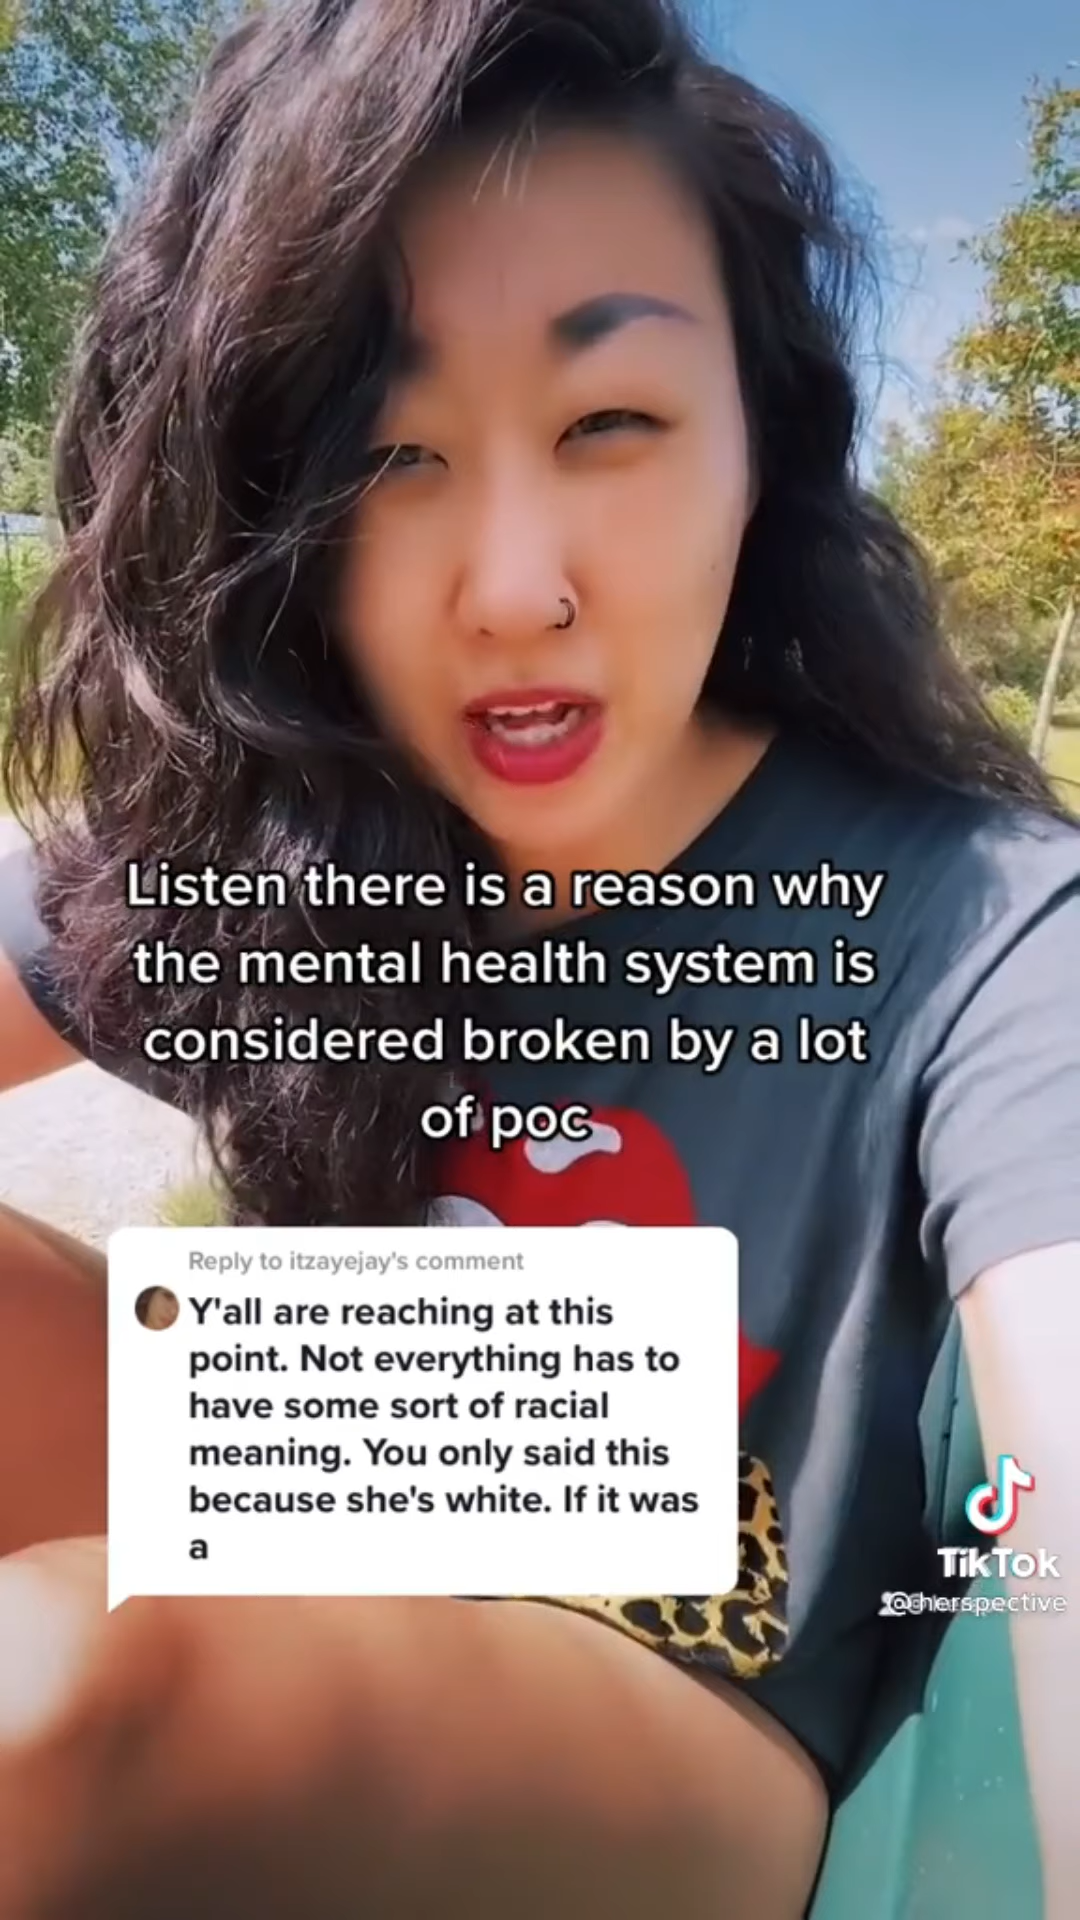 Listen there is a reason why
the mental health system is
considered broken by a lot
of poc
Reply to itzayejay's comment
Y'all are reaching at this
point. Not everything has to
have some sort of racial
meaning. You only said this
because she's white. If it was
a
TikTok